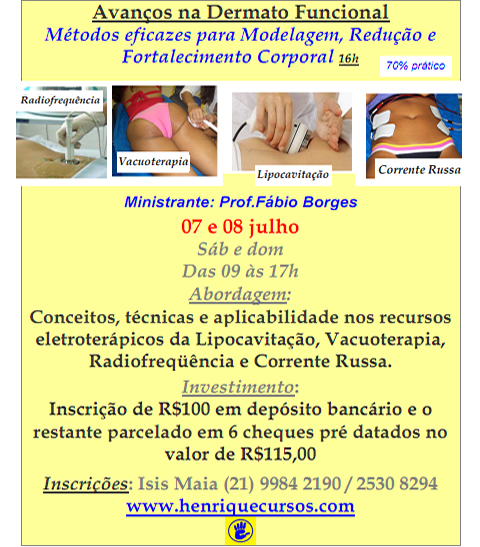 Avanços na Dermato Funcional
Métodos eficazes para Modelagem, Redução e
Fortalecimento Corporal 16h
70% prático
Radiofrequência
Vacuoterapia
Lipocavitação
Corrente Russa
Ministrante: Prof.Fábio Borges
07 e 08 julho
Sáb e dom
Das 09 às 17h
Abordagem:
Conceitos, técnicas e aplicabilidade nos recursos
eletroterápicos da Lipocavitação, Vacuoterapia,
Radiofreqüência e Corrente Russa.
Investimento:
Inscrição de R$100 em depósito bancário e o
restante parcelado em 6 cheques pré datados no
valor de R$115,00
Inscrições: Isis Maia (21) 9984 2190 / 2530 8294
www.henriquecursos.com